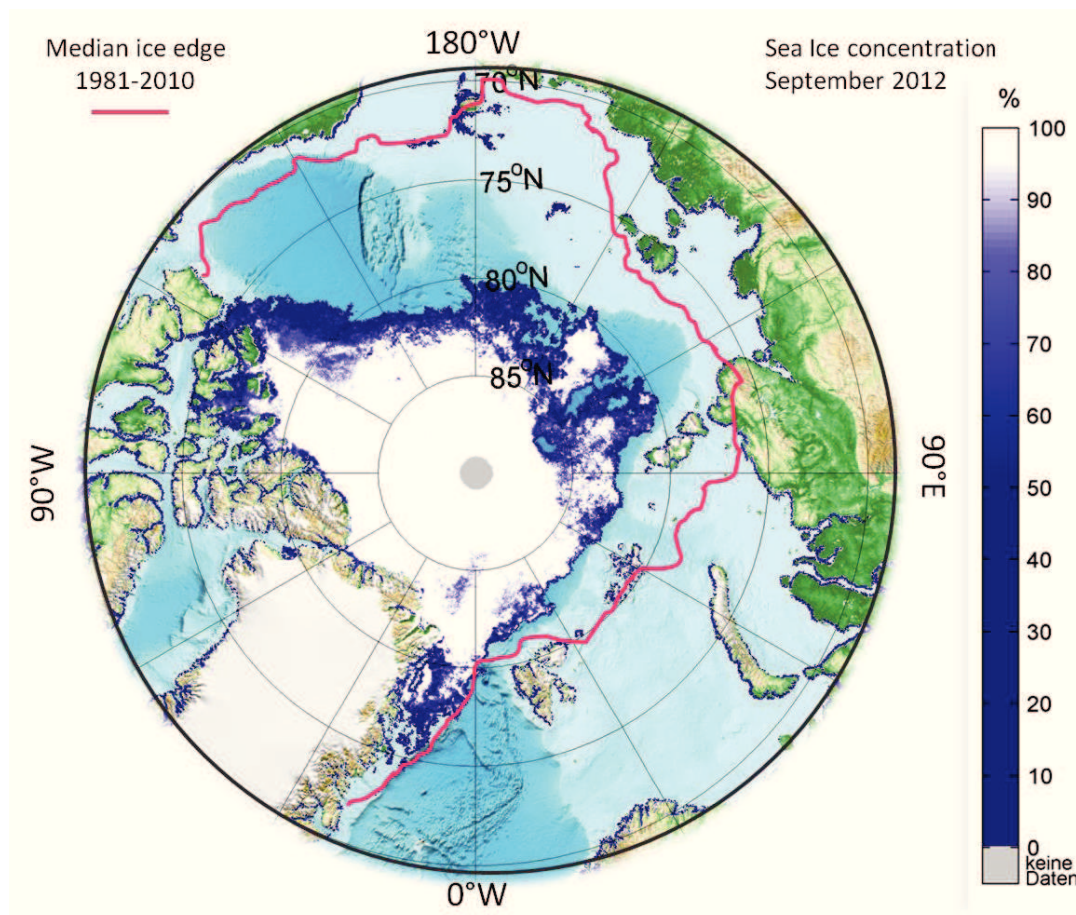 Median ice edge
1981-2010
180°W
Sea Ice concentration
September 2012
70°N
75°N
80°N
85°N
90°W
90°E
0°W
%
100
90
80
70
60
50
40
30
20
10
0
keine
Daten